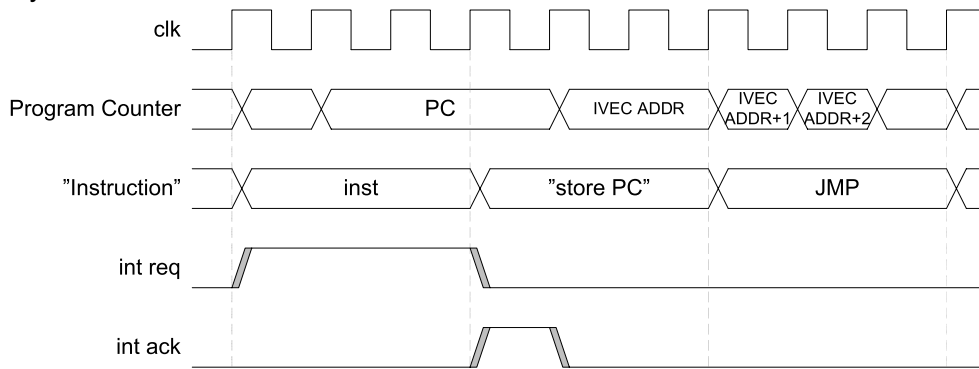 clk
Program Counter
PC
IVEC ADDR
IVEC
ADDR+1
IVEC
ADDR+2
”Instruction”
inst
”store PC”
JMP
int req
int ack